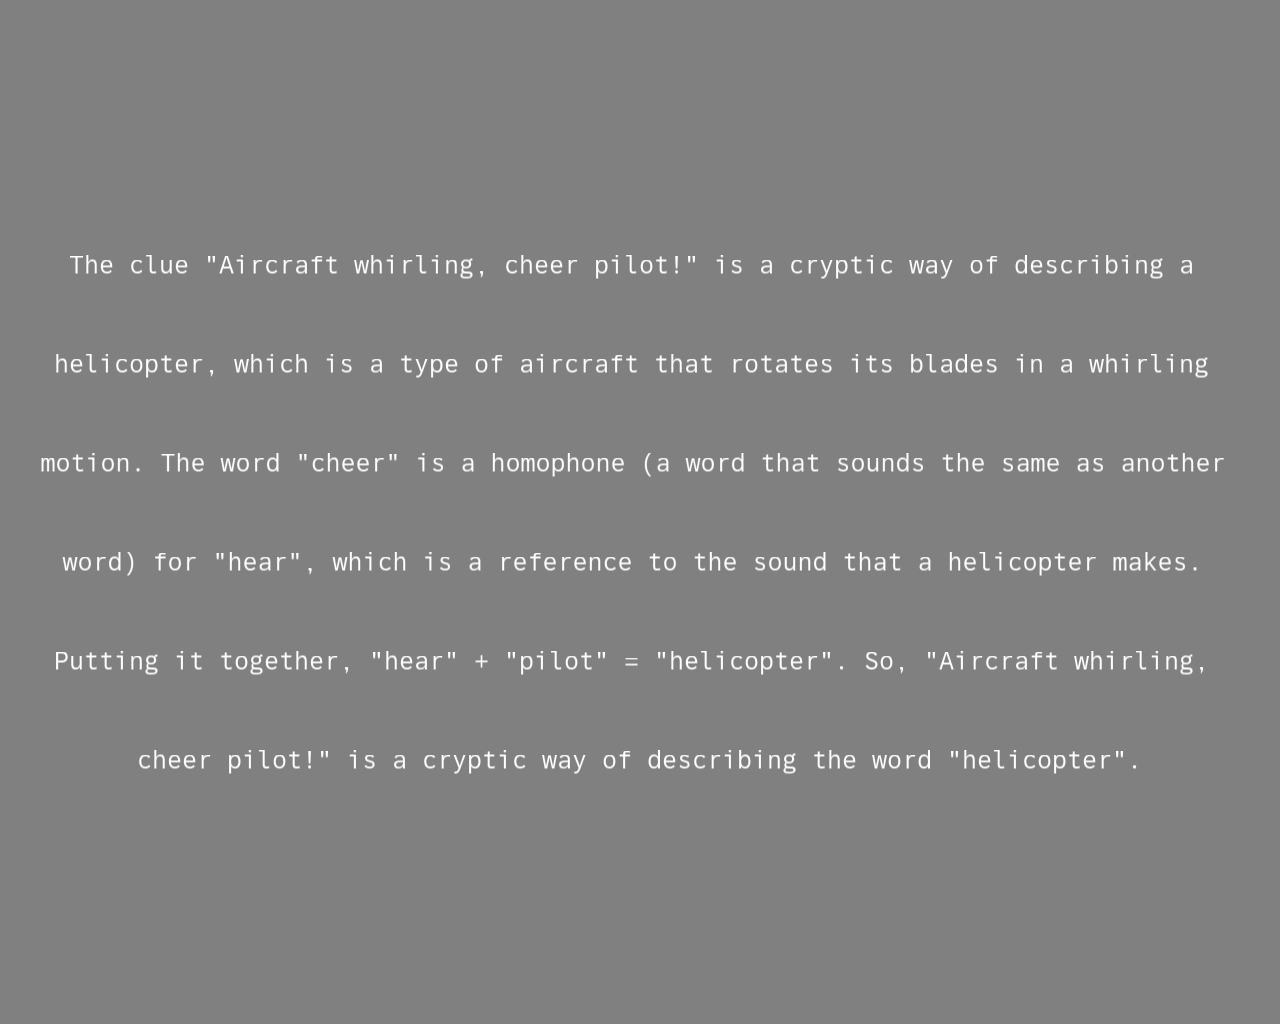 The clue "Aircraft whirling, cheer pilot!" is a cryptic way of describing a
helicopter, which is a type of aircraft that rotates its blades in a whirling
motion. The word "cheer" is a homophone (a word that sounds the same as another
word) for "hear", which is a reference to the sound that a helicopter makes.
Putting it together, "hear" + "pilot" = "helicopter". So, "Aircraft whirling,
cheer pilot!" is a cryptic way of describing the word "helicopter".